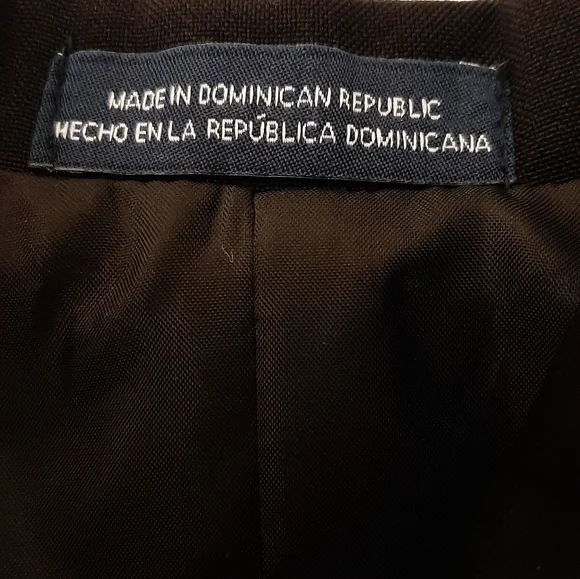 MADE IN DOMINICAN REPUBLIC
HECHO EN LA REPÚBLICA DOMINICANA